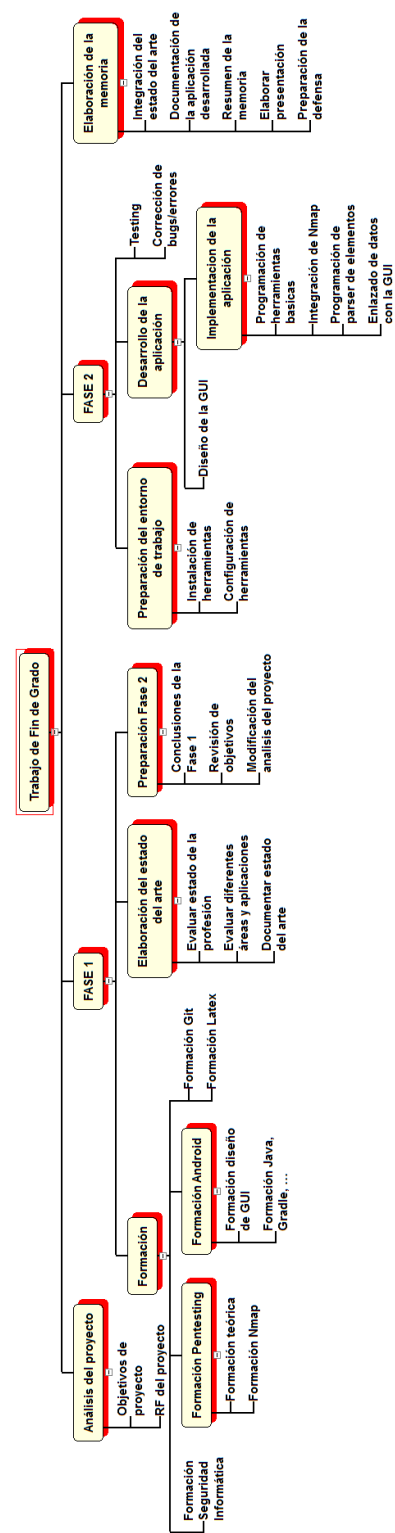 Trabajo de Fin de Grado
Análisis del proyecto
Objetivos de
proyecto
RF del proyecto
FASE 1
Formación
Formación
Seguridad
Informática
Formación Pentesting
Formación teórica
Formación Nmap
Formación Android
Formación diseño
de GUI
Formación Java,
Gradle, ...
Formación Git
Formación Latex
Elaboración del estado
del arte
Evaluar estado de la
profesión
Evaluar diferentes
áreas y aplicaciones
Documentar estado
del arte
Preparación Fase 2
Conclusiones de la
Fase 1
Revisión de
objetivos
Modificación del
analisis del proyecto
FASE 2
Preparación del entorno
de trabajo
Instalación de
herramientas
Configuración de
herramientas
Desarrollo de la
aplicación
Diseño de la GUI
Implementacion de la
aplicación
Programación de
herramientas
basicas
Integración de Nmap
Programación de
parser de elementos
Enlazado de datos
con la GUI
Testing
Corrección de
bugs/errores
Elaboración de la
memoria
Integración del
estado del arte
Documentación de
la aplicación
desarrollada
Resumen de la
memoria
Elaborar
presentación
Preparación de la
defensa